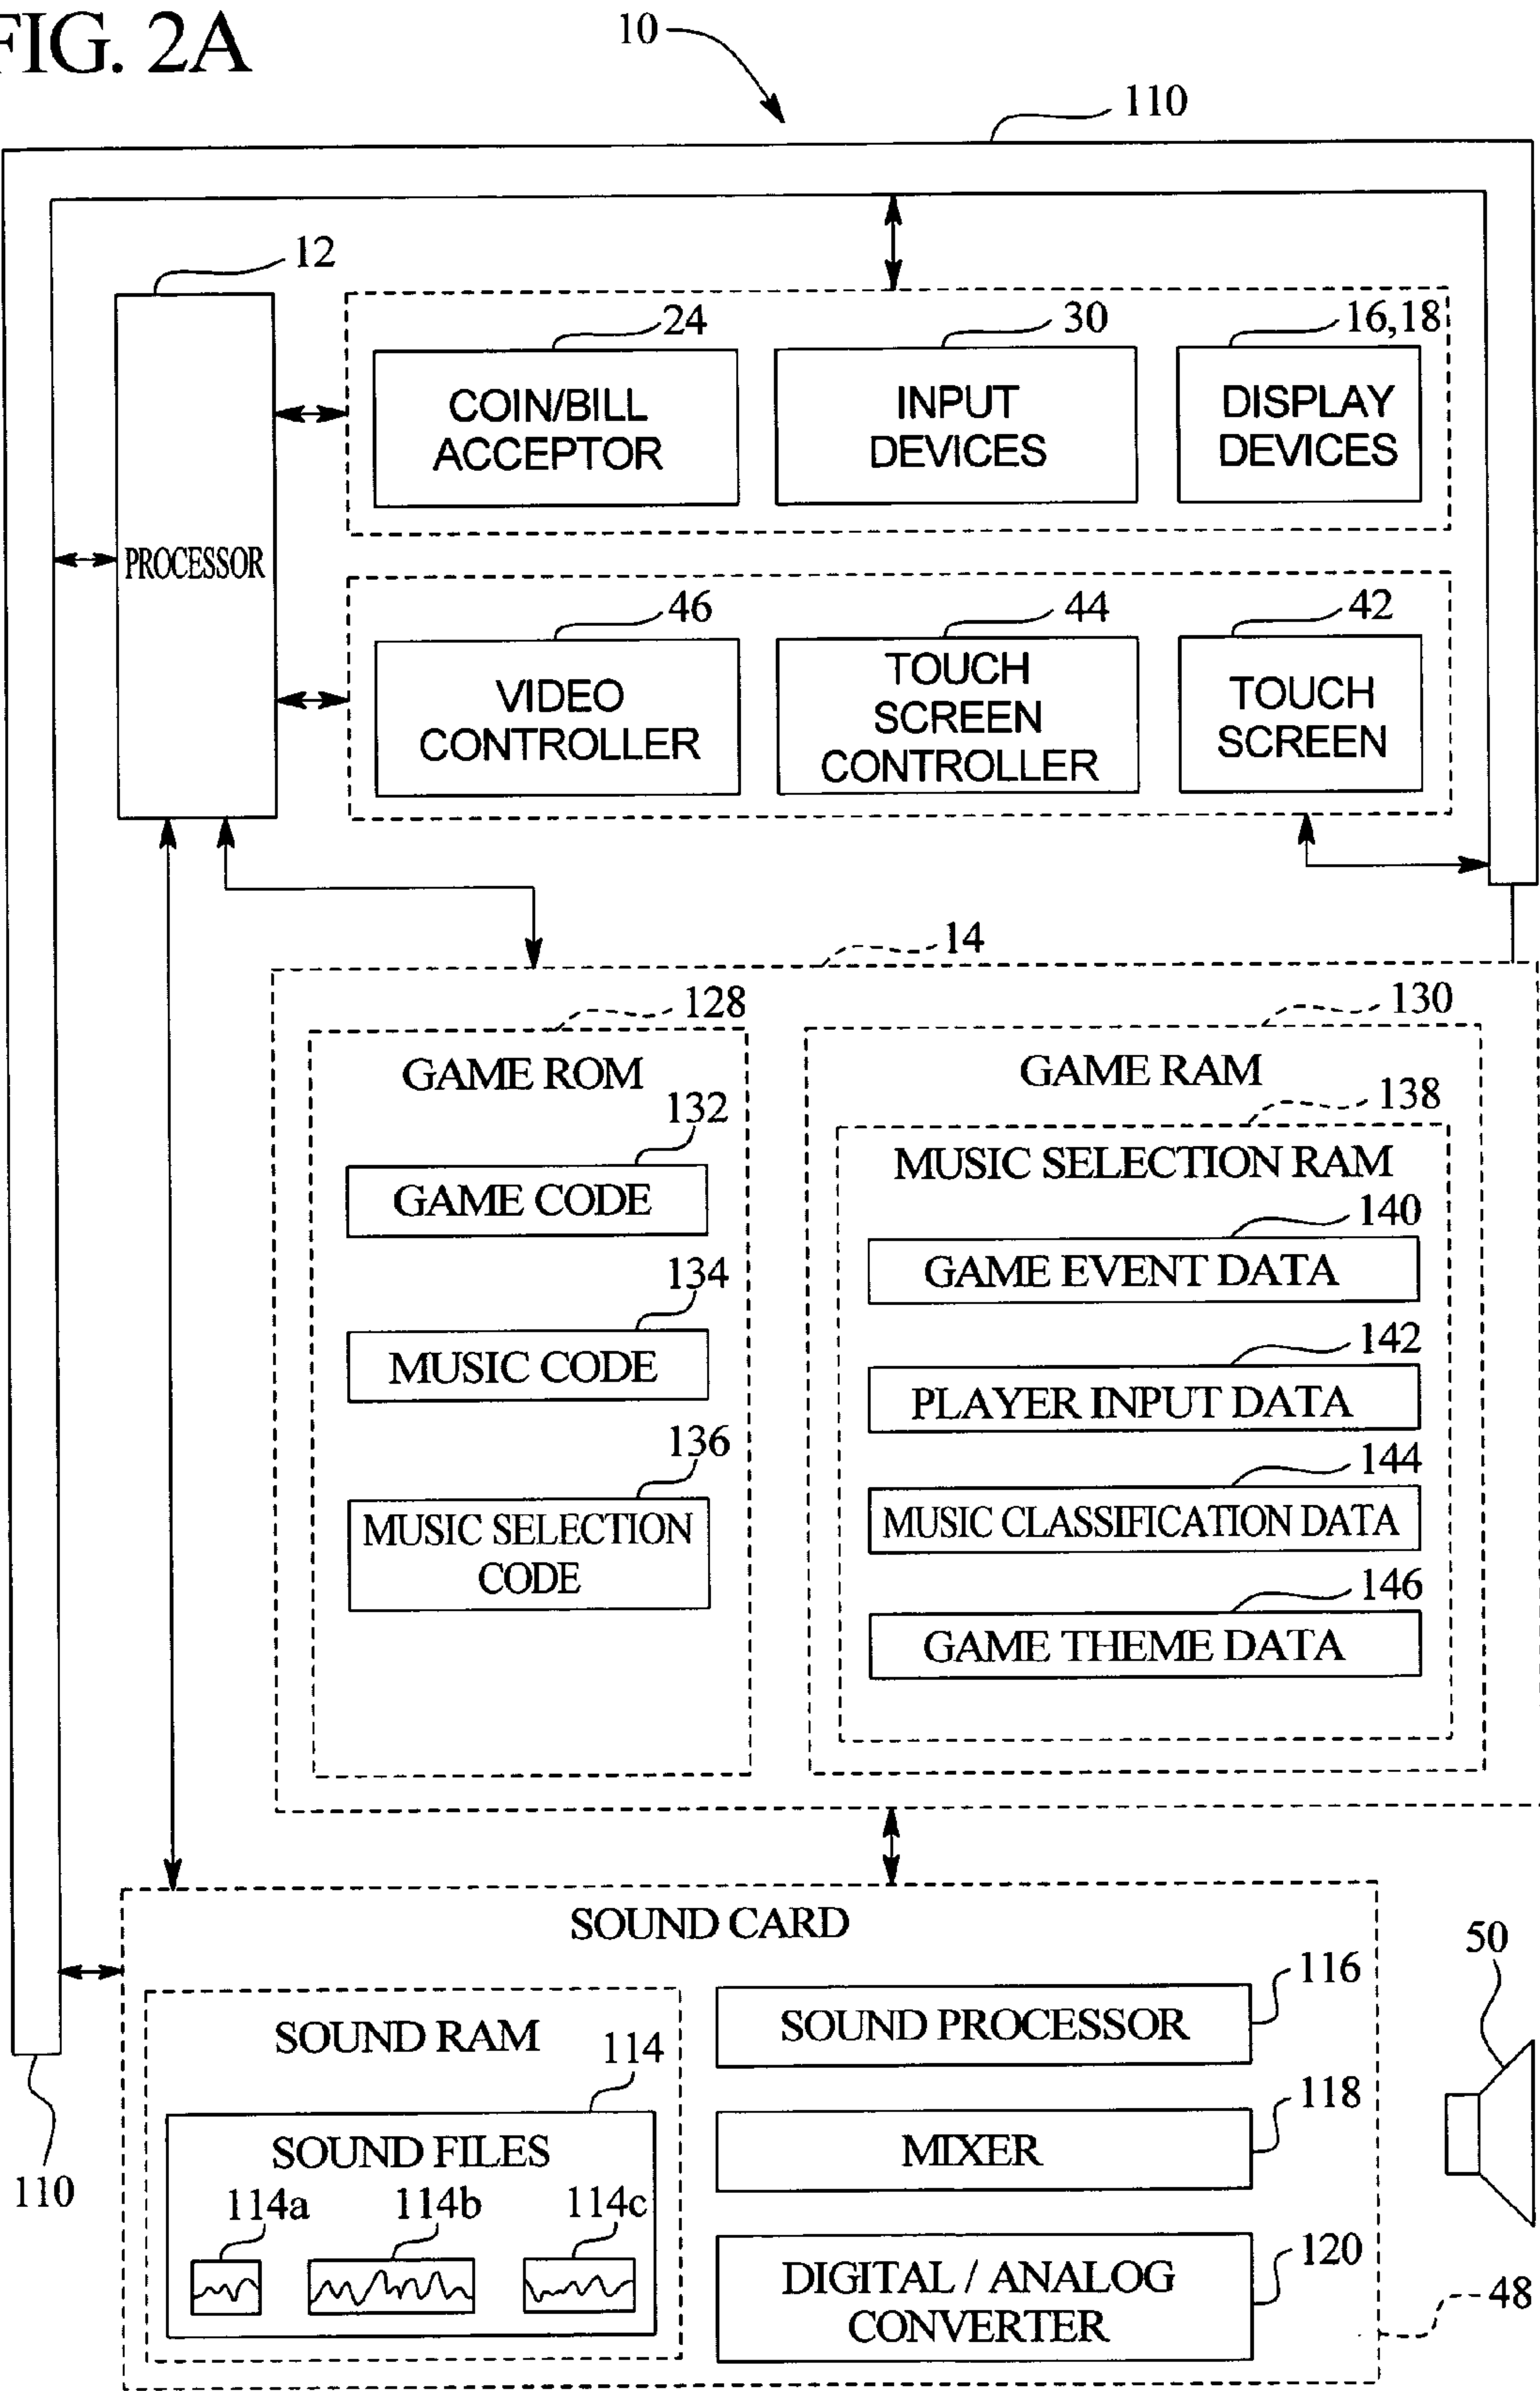 FIG. 2A
10
110
12
24
30
16,18
COIN/BILL
ACCEPTOR
INPUT
DEVICES
DISPLAY
DEVICES
PROCESSOR
46
44
42
VIDEO
CONTROLLER
TOUCH
SCREEN
CONTROLLER
TOUCH
SCREEN
14
128
130
GAME ROM
GAME RAM
132
138
GAME CODE
MUSIC SELECTION RAM
140
GAME EVENT DATA
134
MUSIC CODE
142
PLAYER INPUT DATA
136
MUSIC SELECTION
CODE
144
MUSIC CLASSIFICATION DATA
146
GAME THEME DATA
SOUND CARD
50
116
SOUND RAM
SOUND PROCESSOR
114
118
SOUND FILES
MIXER
110
114a
114b
114c
120
DIGITAL / ANALOG
CONVERTER
48